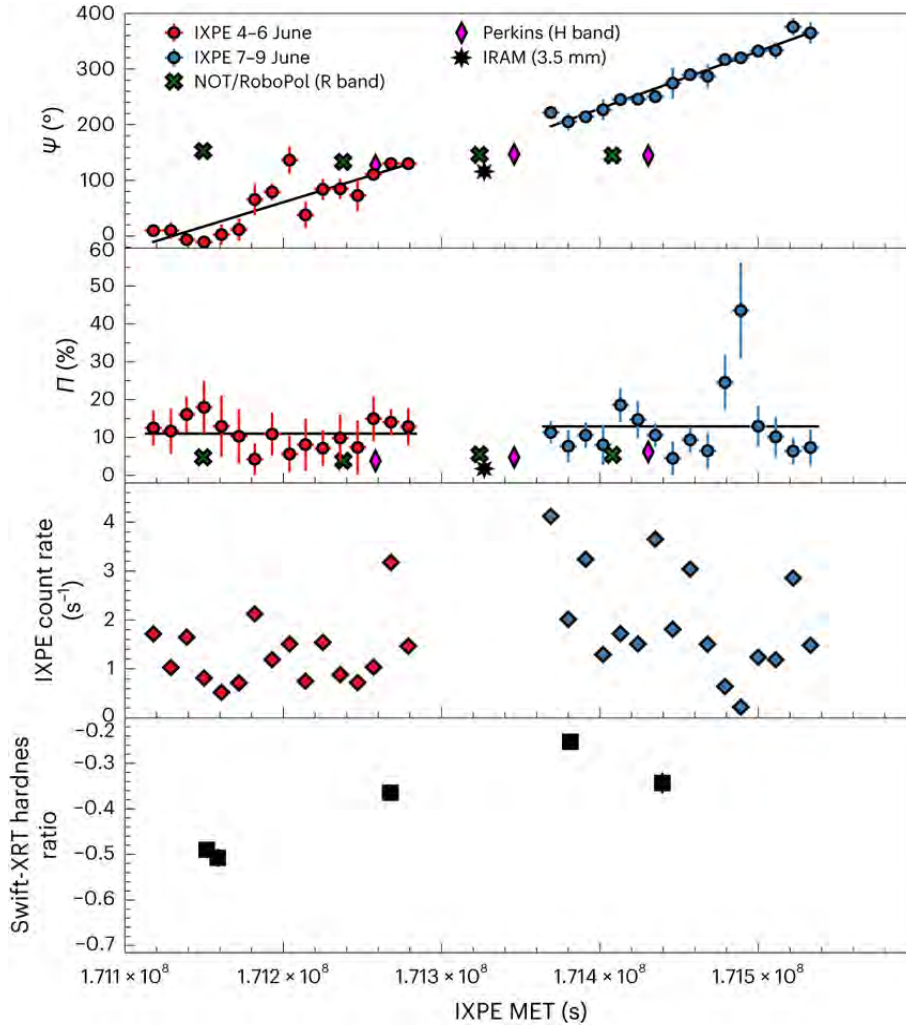 IXPE 4–6 June
IXPE 7–9 June
NOT/RoboPol (R band)
Perkins (H band)
IRAM (3.5 mm)
400
300
200
100
0
Ψ (°)
60
50
40
30
20
10
0
Π (%)
4
3
2
1
0
IXPE count rate
(s⁻¹)
−0.2
−0.3
−0.4
−0.5
−0.6
−0.7
Swift-XRT hardnes
ratio
1.711 × 10⁸
1.712 × 10⁸
1.713 × 10⁸
1.714 × 10⁸
1.715 × 10⁸
IXPE MET (s)